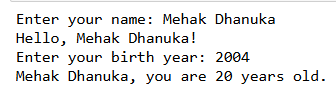 Enter your name: Mehak Dhanuka
Hello, Mehak Dhanuka!
Enter your birth year: 2004
Mehak Dhanuka, you are 20 years old.